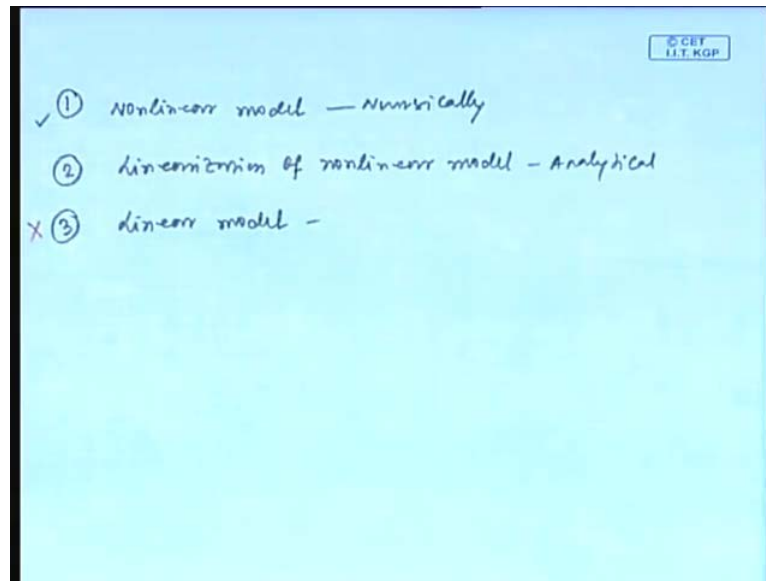 © CET
I.I.T. KGP
✓ ① Nonlinear model — Numerically
② Linearization of nonlinear model - Analytical
X ③ Linear model -